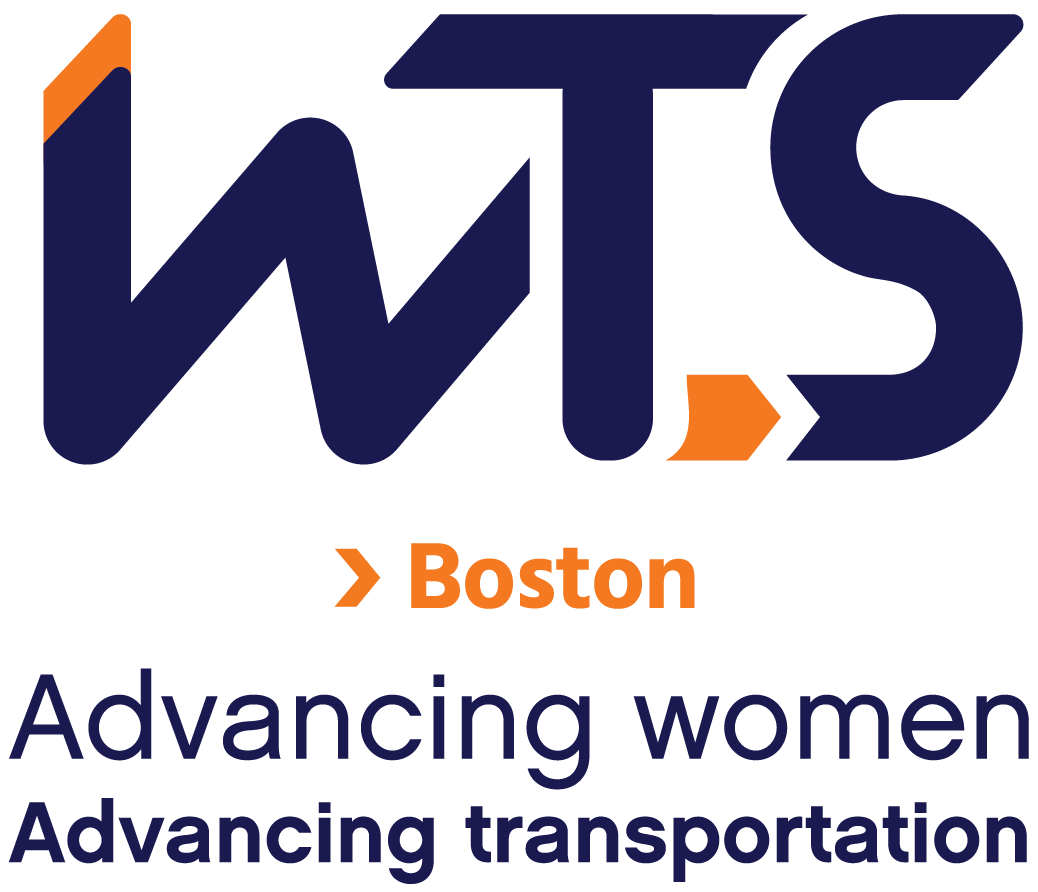 WTS
Boston
Advancing women
Advancing transportation